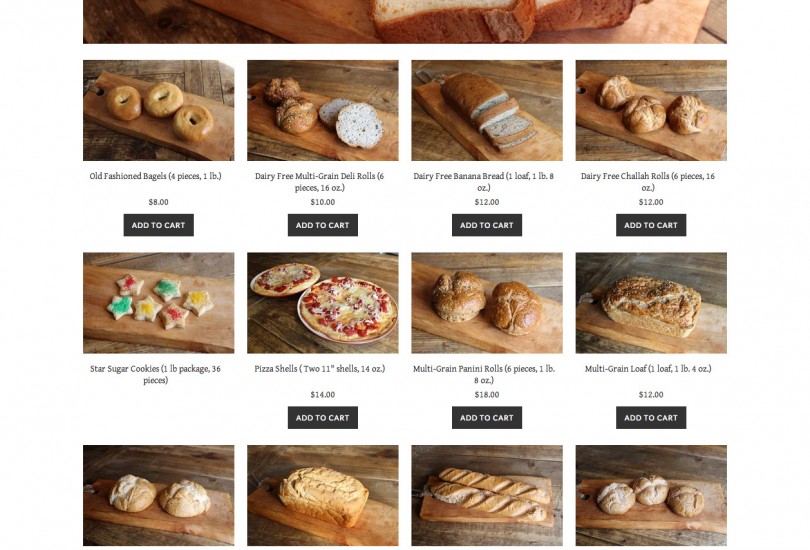 Old Fashioned Bagels (4 pieces, 1 lb.)
$8.00
ADD TO CART
Dairy Free Multi-Grain Deli Rolls (6
pieces, 16 oz.)
$10.00
ADD TO CART
Dairy Free Banana Bread (1 loaf, 1 lb. 8
oz.)
$12.00
ADD TO CART
Dairy Free Challah Rolls (6 pieces, 16
oz.)
$12.00
ADD TO CART
Star Sugar Cookies (1 lb package, 36
pieces)
Pizza Shells ( Two 11" shells, 14 oz.)
$14.00
ADD TO CART
Multi-Grain Panini Rolls (6 pieces, 1 lb.
8 oz.)
$18.00
ADD TO CART
Multi-Grain Loaf (1 loaf, 1 lb. 4 oz.)
$12.00
ADD TO CART